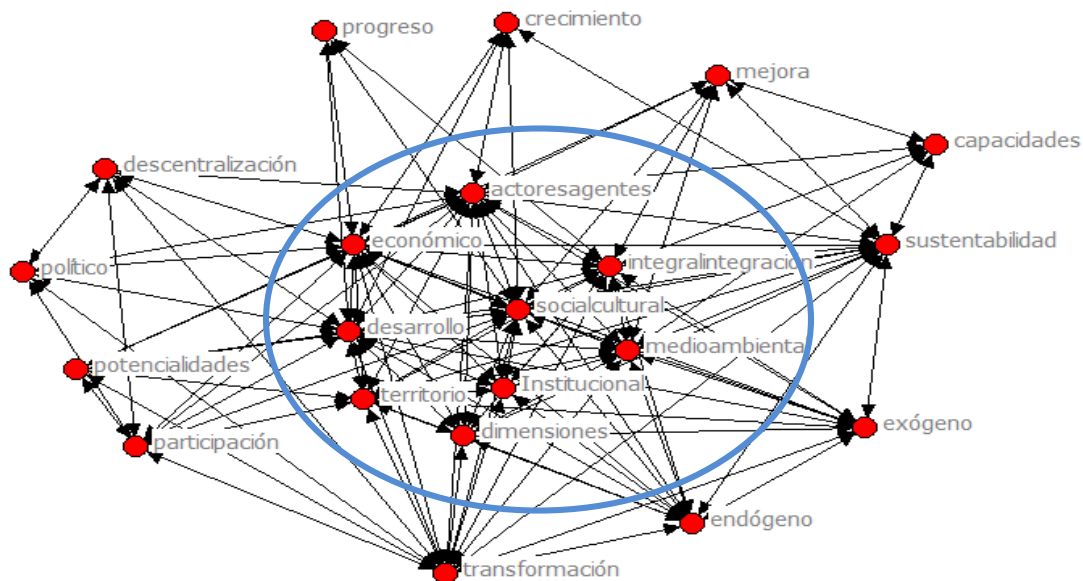 progreso
crecimiento
mejora
capacidades
descentralización
actoresagentes
económico
sustentabilidad
integralintegración
político
socialcultural
desarrollo
medioambienta
potencialidades
Institucional
territorio
dimensiones
exógeno
participación
endógeno
transformación